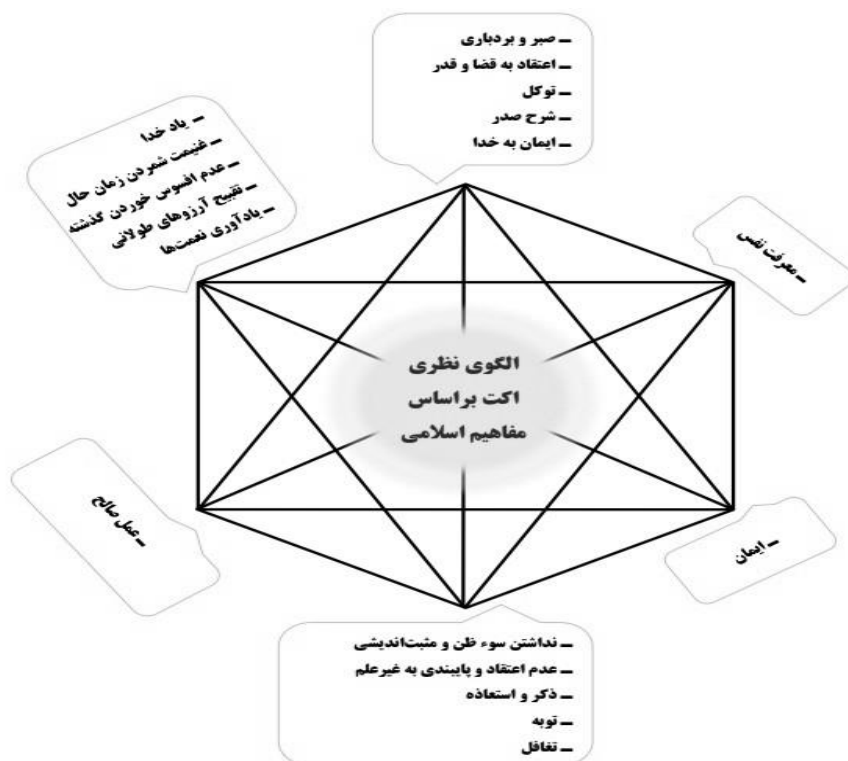 ـ صبر و بردباری
ـ اعتقاد به قضا و قدر
ـ توکل
ـ شرح صدر
ـ ایمان به خدا
ـ یاد خدا
ـ غنیمت شمردن زمان حال
ـ عدم افسوس خوردن گذشته
ـ تقبیح آرزوهای طولانی
ـ یادآوری نعمت‌ها
ـ معرفت نفس
الگوی نظری
اکت براساس
مفاهیم اسلامی
ـ عمل صالح
ـ ایمان
ـ نداشتن سوء ظن و مثبت‌اندیشی
ـ عدم اعتقاد و پایبندی به غیرعلم
ـ ذکر و استعاذه
ـ توبه
ـ تغافل